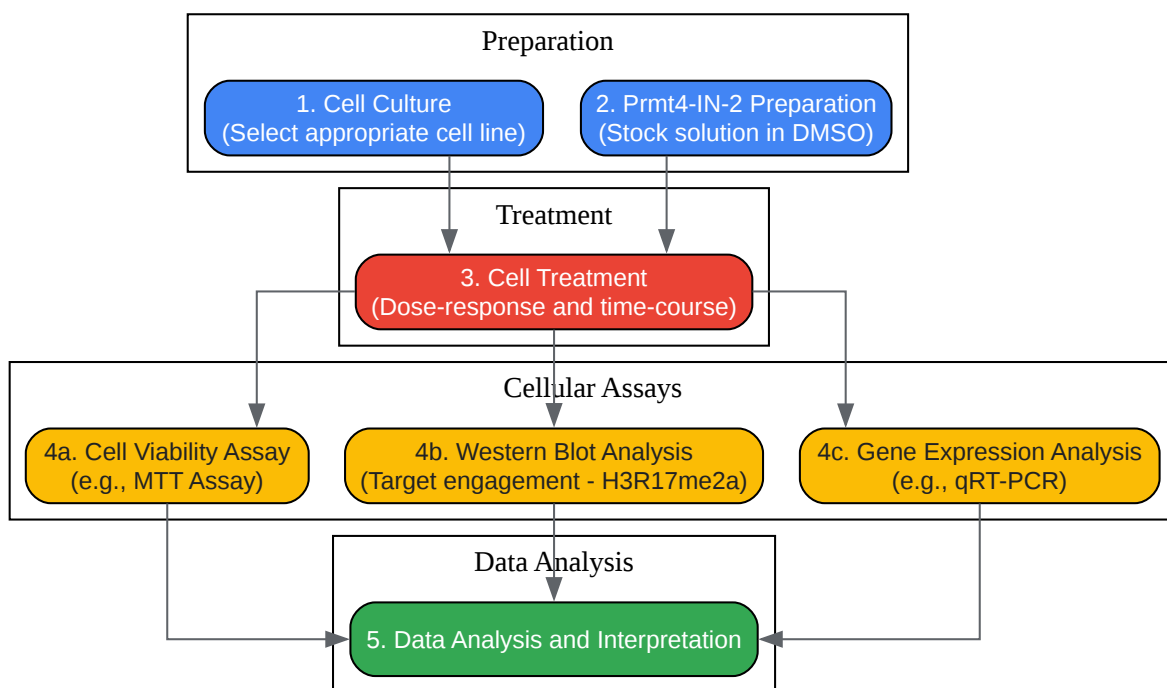 Preparation
1. Cell Culture
(Select appropriate cell line)
2. Prmt4-IN-2 Preparation
(Stock solution in DMSO)
Treatment
3. Cell Treatment
(Dose-response and time-course)
Cellular Assays
4a. Cell Viability Assay
(e.g., MTT Assay)
4b. Western Blot Analysis
(Target engagement - H3R17me2a)
4c. Gene Expression Analysis
(e.g., qRT-PCR)
Data Analysis
5. Data Analysis and Interpretation